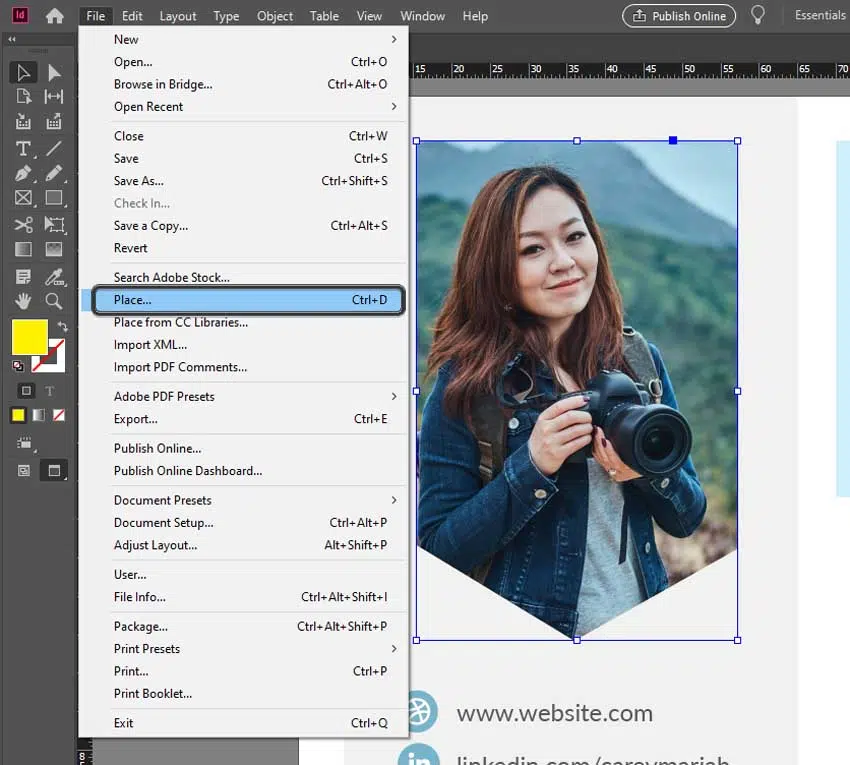 Id File Edit Layout Type Object Table View Window Help Publish Online Essentials
15 20 25 30 35 40 45 50 55 60 65 70
New
Open... Ctrl+O
Browse in Bridge... Ctrl+Alt+O
Open Recent
Close Ctrl+W
Save Ctrl+S
Save As... Ctrl+Shift+S
Check In...
Save a Copy... Ctrl+Alt+S
Revert
Search Adobe Stock...
Place... Ctrl+D
Place from CC Libraries...
Import XML...
Import PDF Comments...
Adobe PDF Presets
Export... Ctrl+E
Publish Online...
Publish Online Dashboard...
Document Presets
Document Setup... Ctrl+Alt+P
Adjust Layout... Alt+Shift+P
User...
File Info... Ctrl+Alt+Shift+I
Package... Ctrl+Alt+Shift+P
Print Presets
Print... Ctrl+P
Print Booklet...
Exit Ctrl+Q
www.website.com
in linkedin.com/careymariah